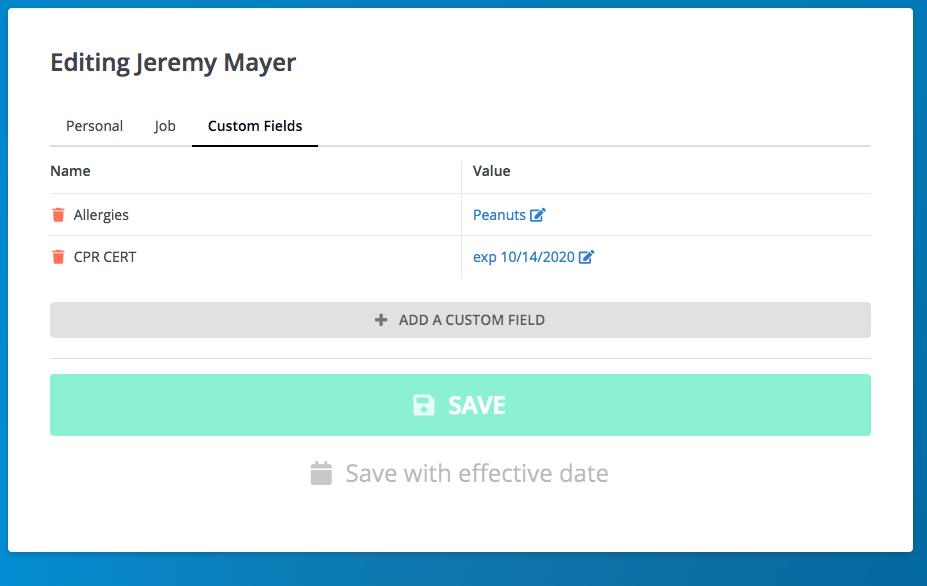 Editing Jeremy Mayer
Personal Job Custom Fields
Name Value
Allergies Peanuts
CPR CERT exp 10/14/2020
ADD A CUSTOM FIELD
SAVE
Save with effective date